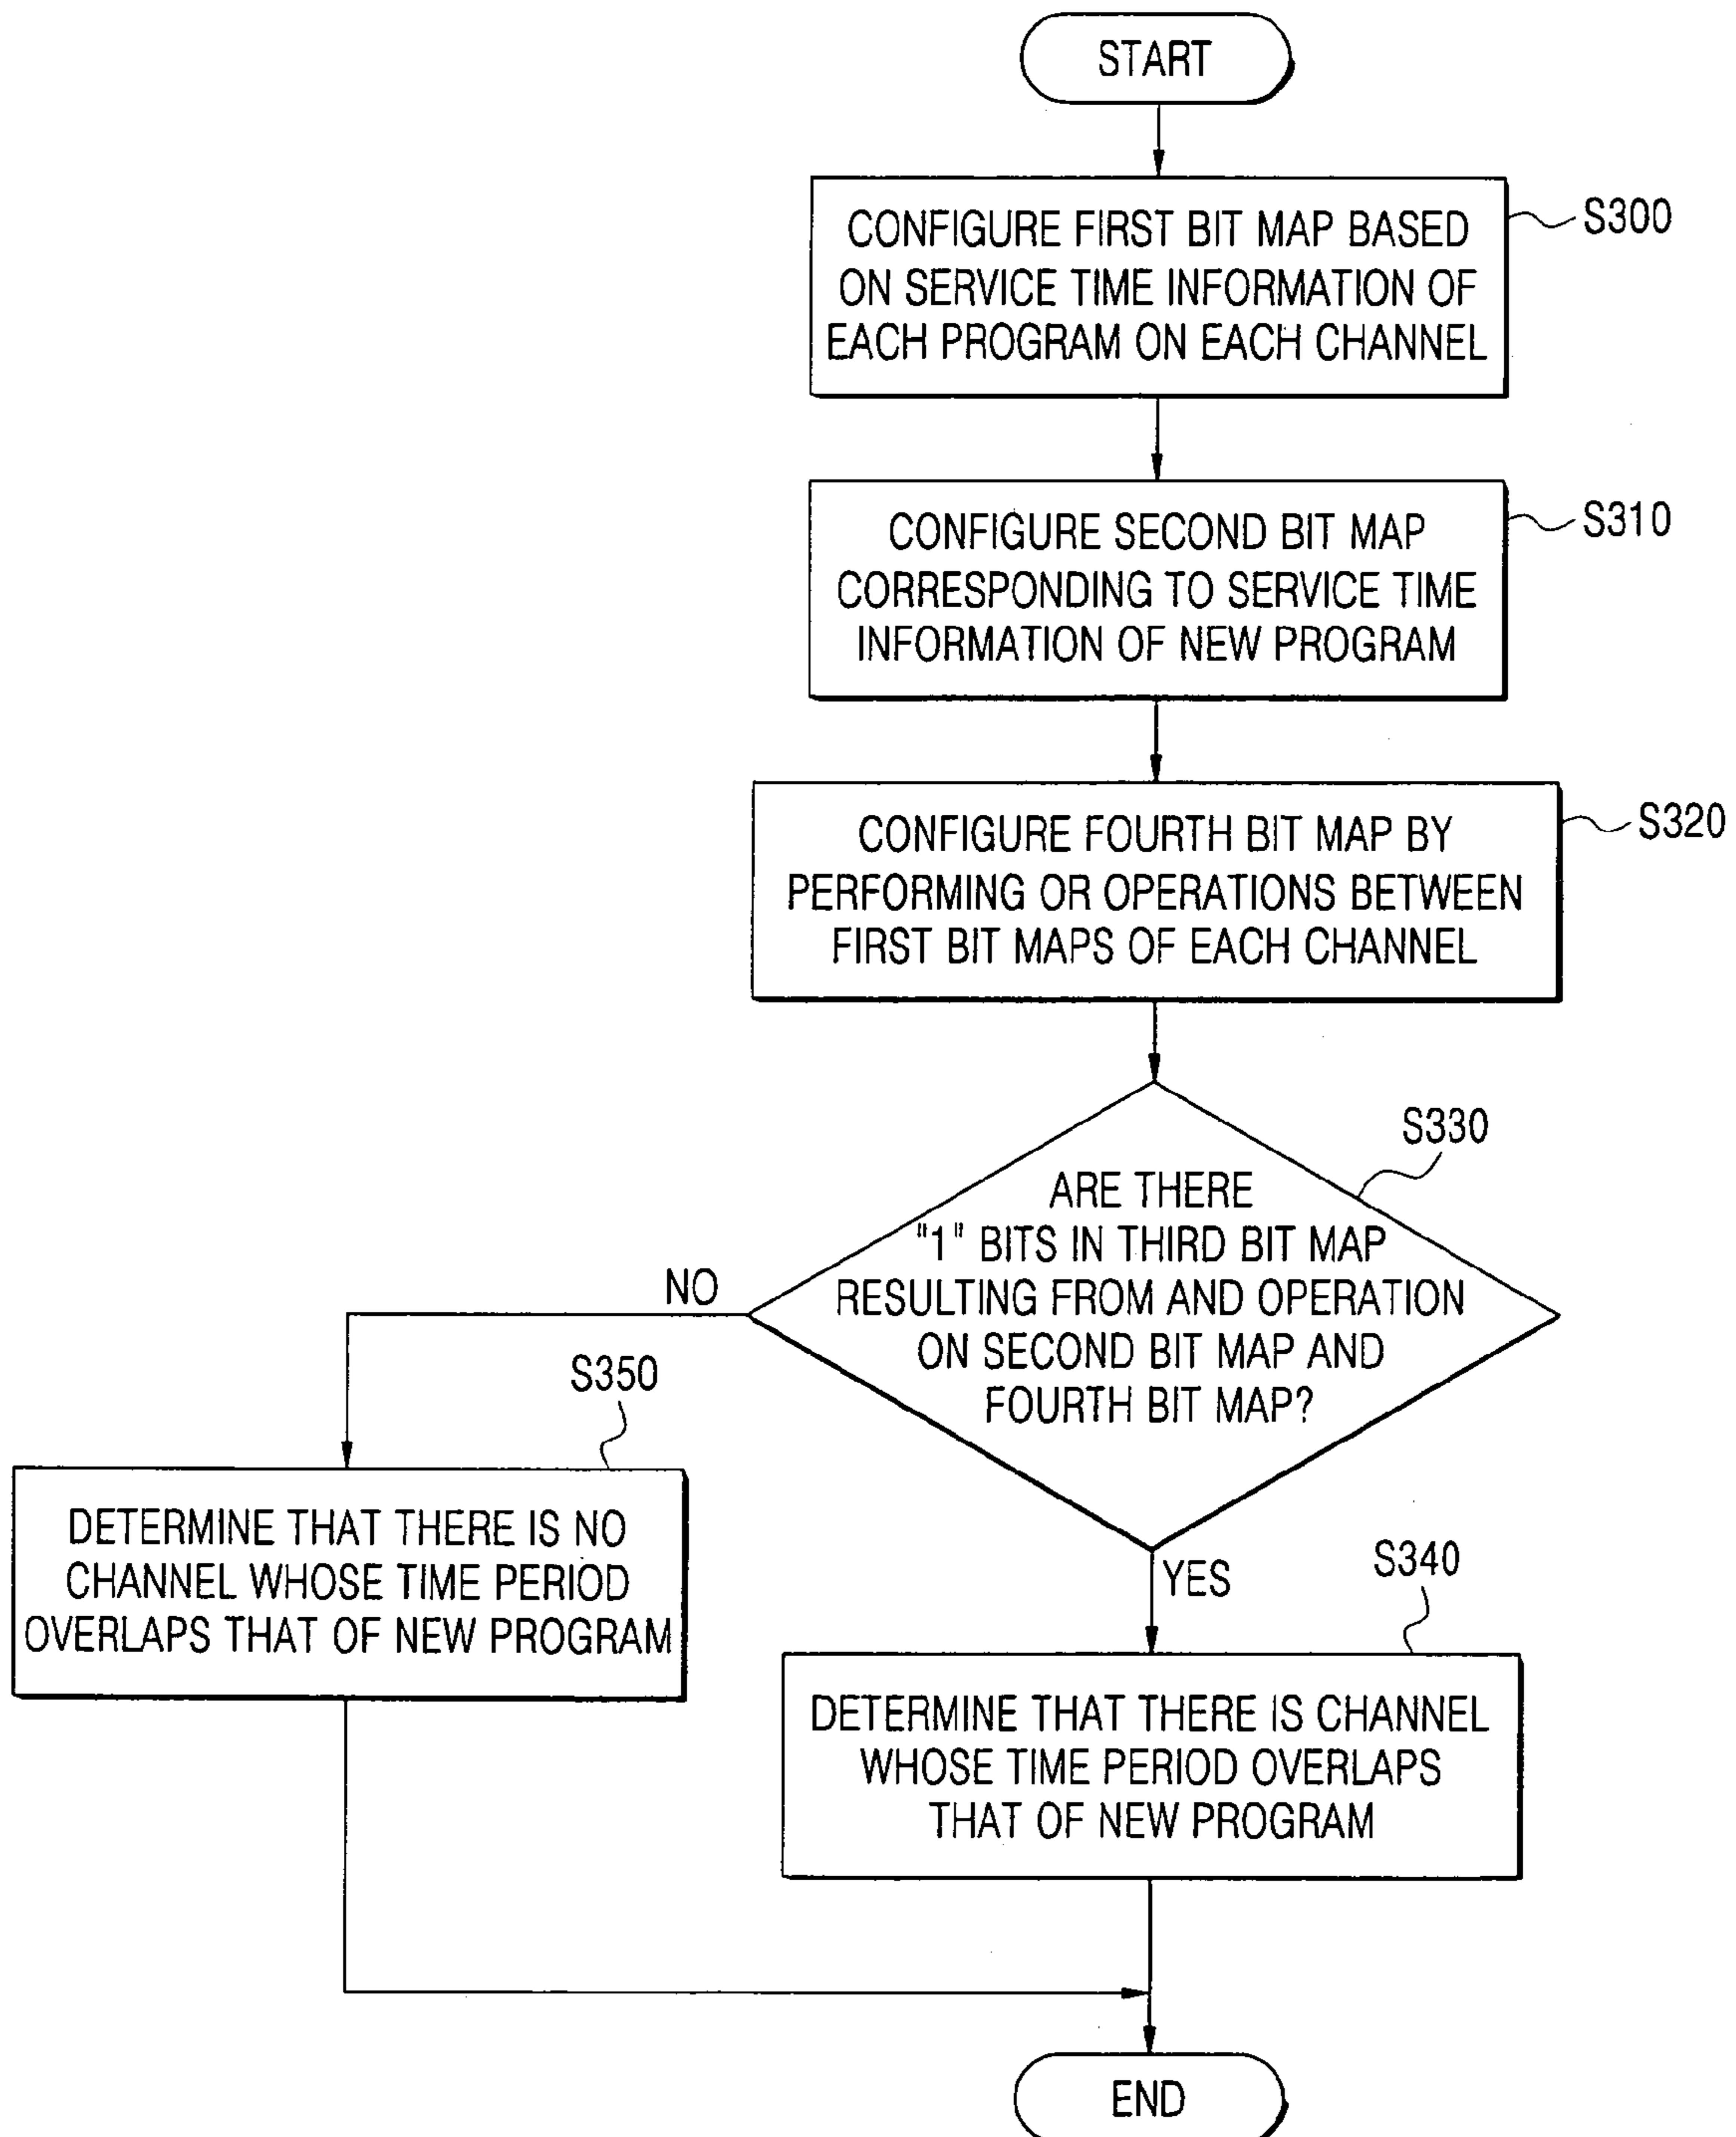 START
CONFIGURE FIRST BIT MAP BASED
ON SERVICE TIME INFORMATION OF
EACH PROGRAM ON EACH CHANNEL
S300
CONFIGURE SECOND BIT MAP
CORRESPONDING TO SERVICE TIME
INFORMATION OF NEW PROGRAM
S310
CONFIGURE FOURTH BIT MAP BY
PERFORMING OR OPERATIONS BETWEEN
FIRST BIT MAPS OF EACH CHANNEL
S320
S330
ARE THERE
"1" BITS IN THIRD BIT MAP
RESULTING FROM AND OPERATION
ON SECOND BIT MAP AND
FOURTH BIT MAP?
NO
S350
DETERMINE THAT THERE IS NO
CHANNEL WHOSE TIME PERIOD
OVERLAPS THAT OF NEW PROGRAM
YES
S340
DETERMINE THAT THERE IS CHANNEL
WHOSE TIME PERIOD OVERLAPS
THAT OF NEW PROGRAM
END